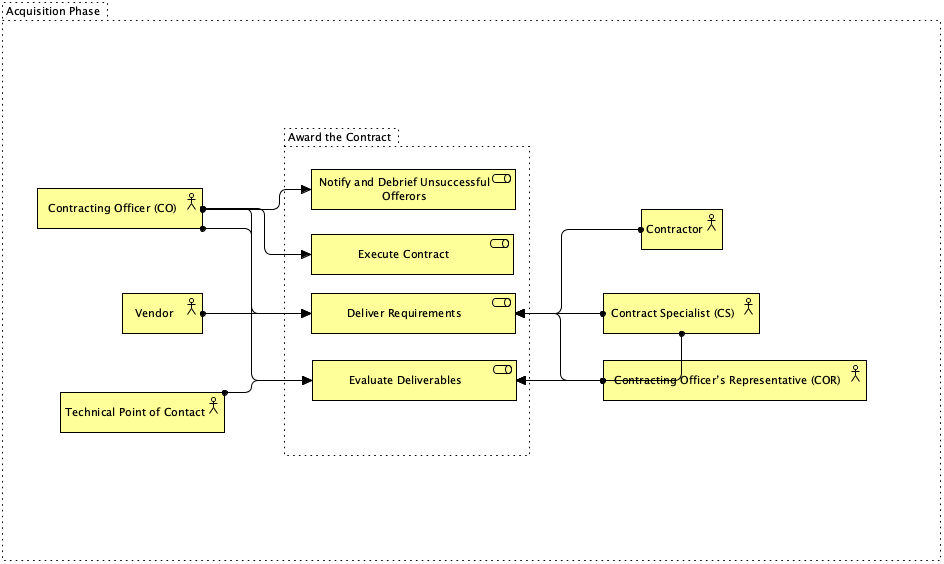 Acquisition Phase
Award the Contract
Notify and Debrief Unsuccessful
Offerors
Contracting Officer (CO)
Contractor
Execute Contract
Vendor
Deliver Requirements
Contract Specialist (CS)
Evaluate Deliverables
Contracting Officer's Representative (COR)
Technical Point of Contact